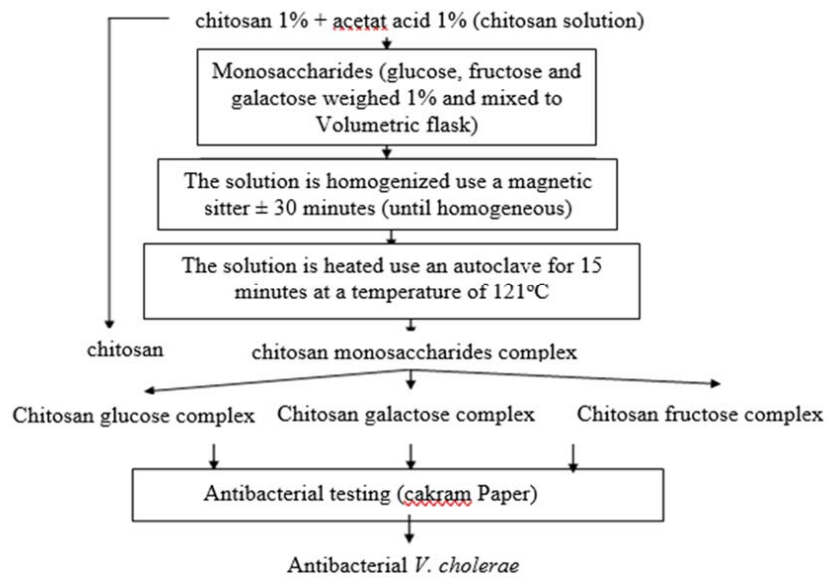 chitosan 1% + acetat acid 1% (chitosan solution)
Monosaccharides (glucose, fructose and
galactose weighed 1% and mixed to
Volumetric flask)
The solution is homogenized use a magnetic
sitter ± 30 minutes (until homogeneous)
The solution is heated use an autoclave for 15
minutes at a temperature of 121°C
chitosan
chitosan monosaccharides complex
Chitosan glucose complex
Chitosan galactose complex
Chitosan fructose complex
Antibacterial testing (cakram Paper)
Antibacterial V. cholerae